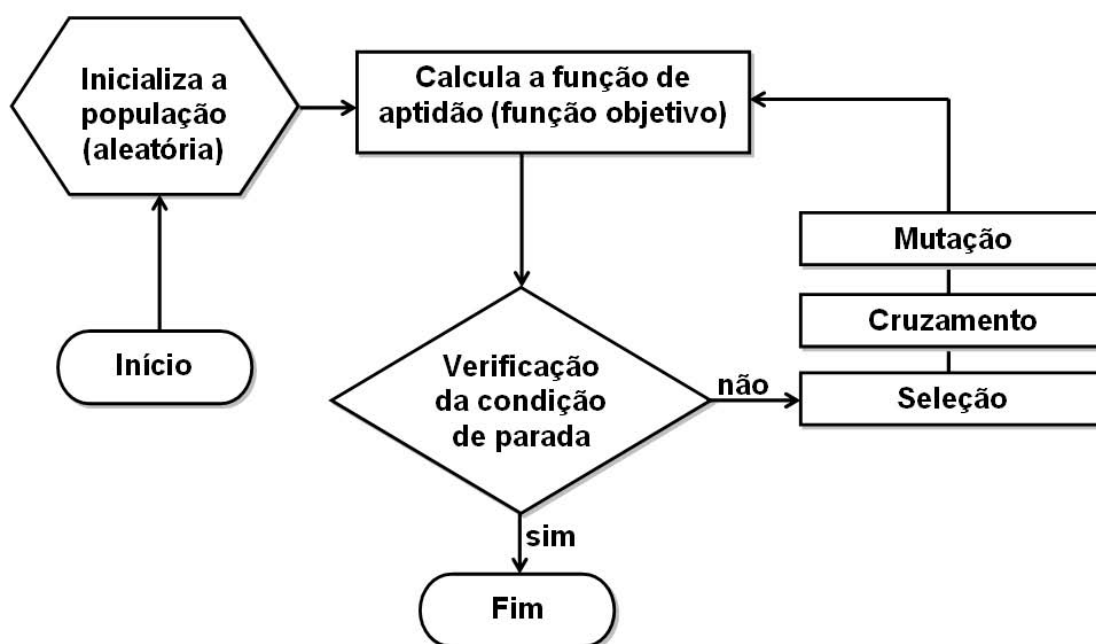 Inicializa a
população
(aleatória)
Calcula a função de
aptidão (função objetivo)
Mutação
Cruzamento
Seleção
Início
Verificação
da condição
de parada
não
sim
Fim